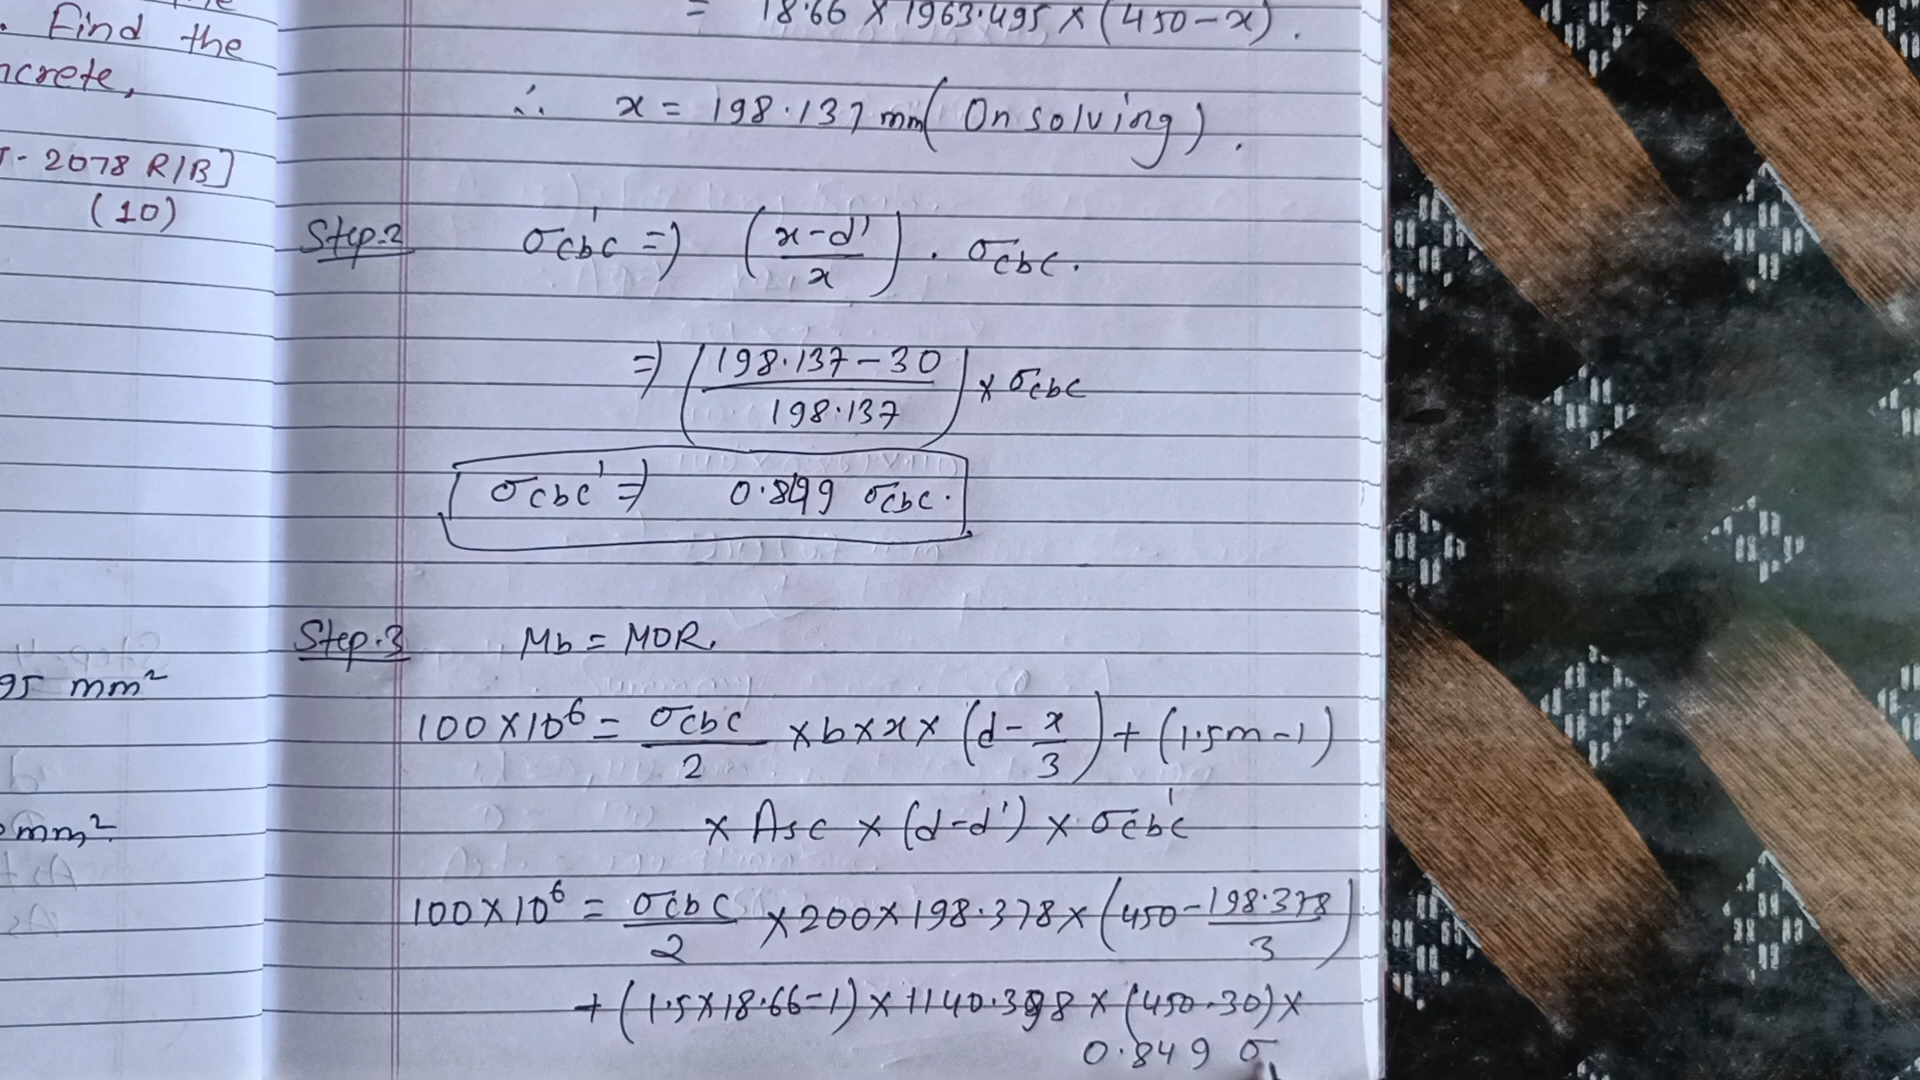 . Find the
ncrete,
- 2078 R/B]
(10)
95 mm²
mm²
= 18.66 × 1963.495 × (450 - x).
∴ x = 198.137 mm (On solving).
Step.2 σcbc' ⇒ ((x-d')/x) . σcbc.
⇒ ((198.137-30)/198.137) × σcbc
σcbc' ⇒ 0.849 σcbc.
Step.3 Mb = MOR.
100×10⁶ = σcbc/2 × b × x × (d - x/3) + (1.5m-1)
× Asc × (d-d') × σcbc'
100×10⁶ = σcbc/2 × 200 × 198.378 × (450 - 198.378/3)
+ (1.5×18.66-1) × 1140.398 × (450-30) ×
0.849 σ